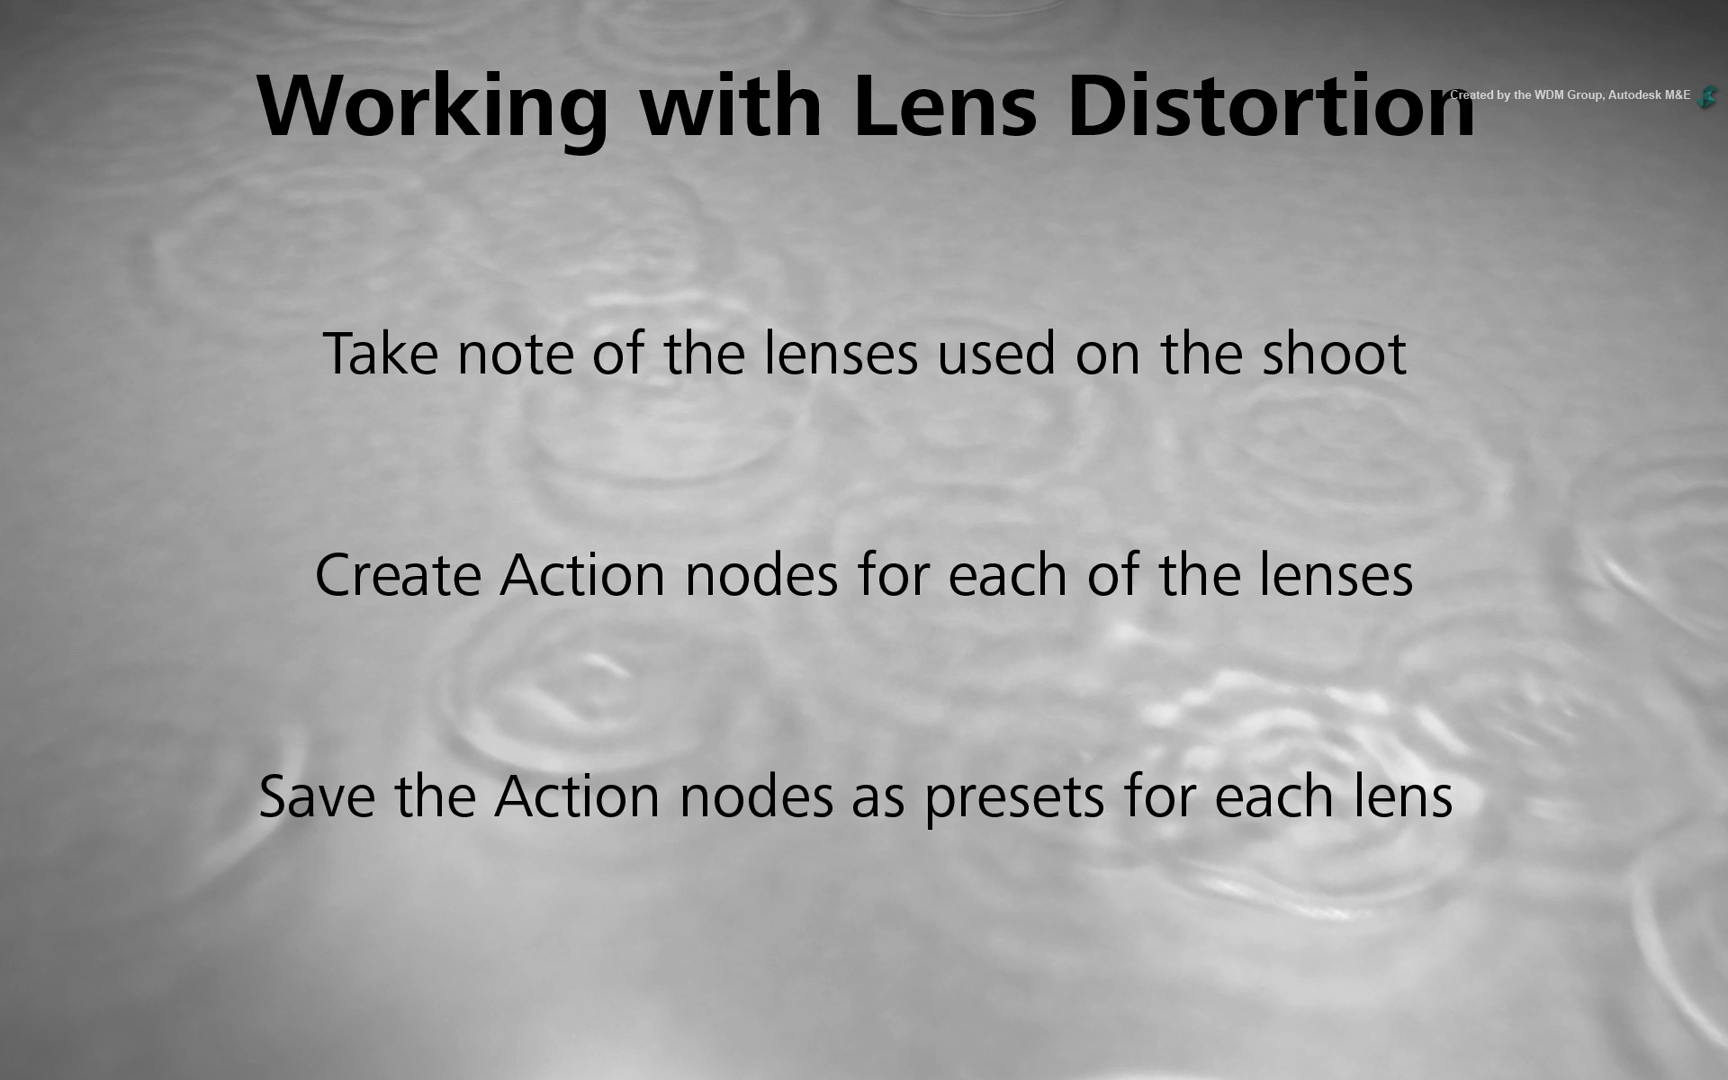 Working with Lens Distortion
Created by the WDM Group, Autodesk M&E
Take note of the lenses used on the shoot
Create Action nodes for each of the lenses
Save the Action nodes as presets for each lens